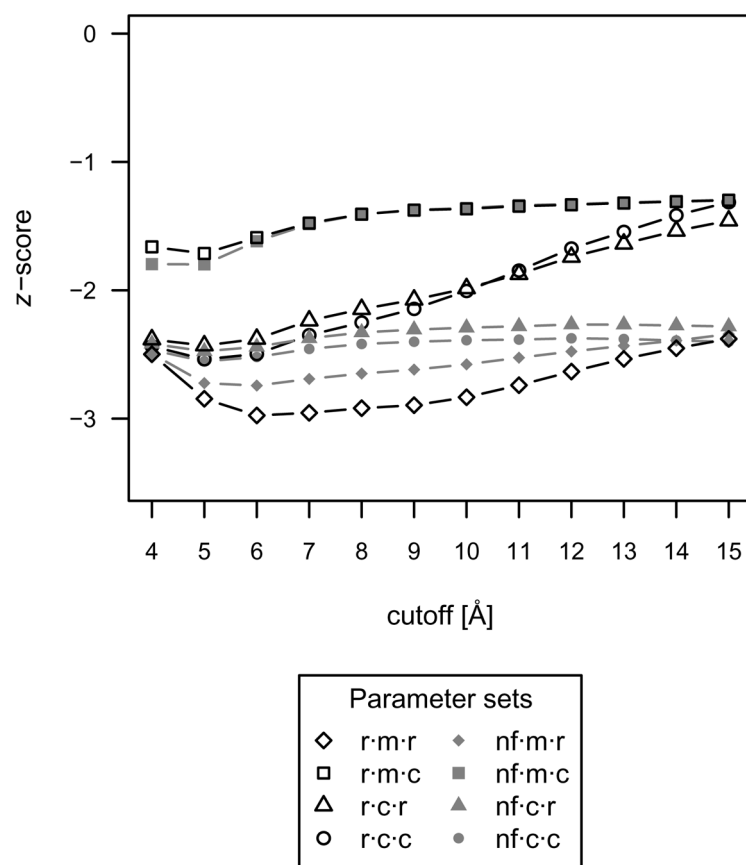 0
−1
−2
−3
z−score
4 5 6 7 8 9 10 11 12 13 14 15
cutoff [Å]
Parameter sets
r·m·r nf·m·r
r·m·c nf·m·c
r·c·r nf·c·r
r·c·c nf·c·c